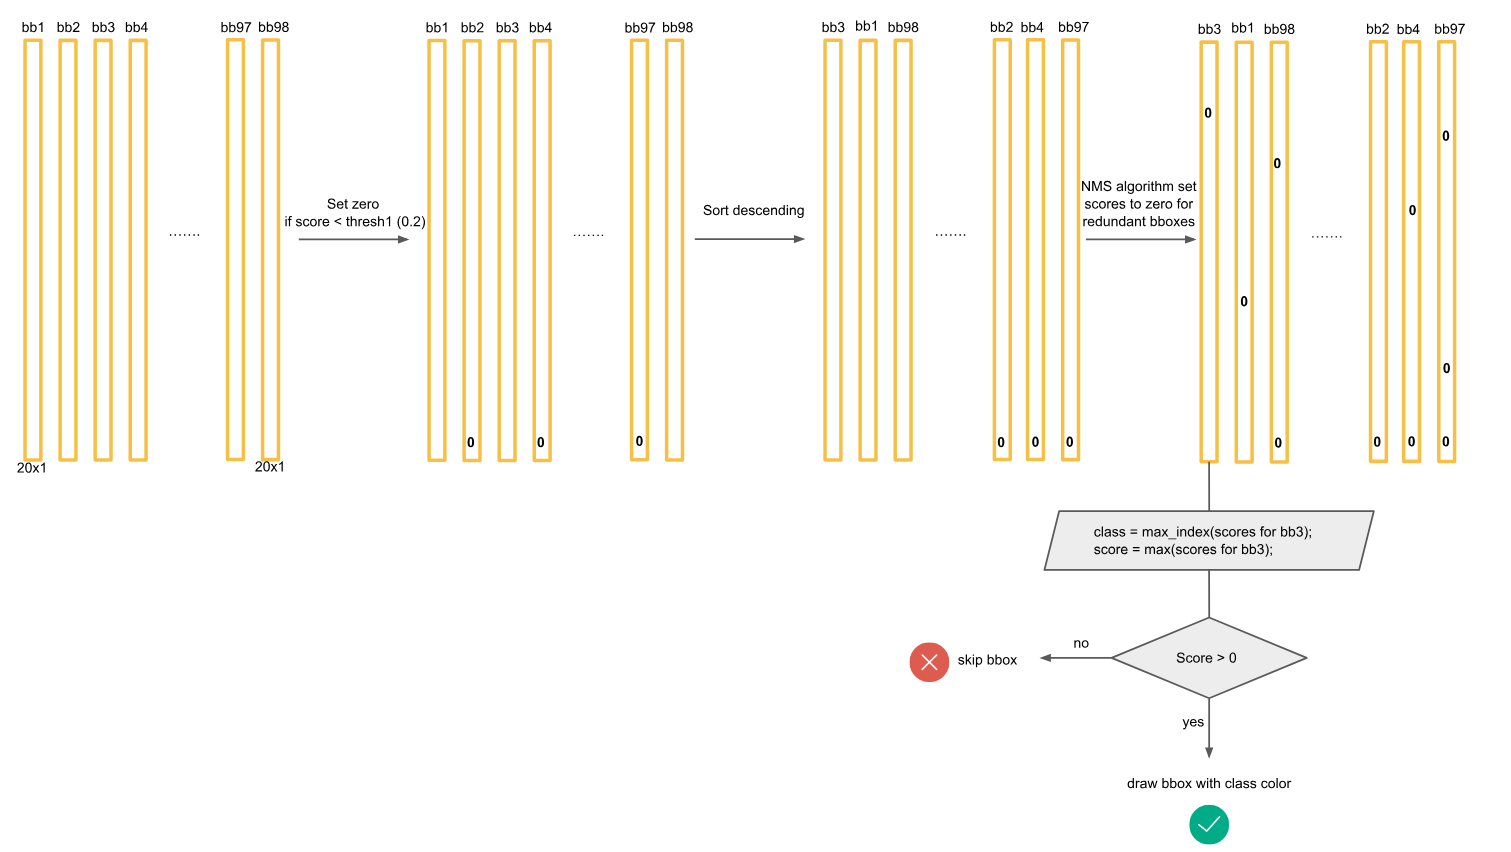 bb1 bb2 bb3 bb4 bb97 bb98
20x1 20x1
.......
Set zero
if score < thresh1 (0.2)
bb1 bb2 bb3 bb4 bb97 bb98
.......
0 0 0
Sort descending
bb3 bb1 bb98 bb2 bb4 bb97
.......
0 0 0
NMS algorithm set
scores to zero for
redundant bboxes
bb3 bb1 bb98 bb2 bb4 bb97
0
0
0
0
.......
0
0
0 0 0 0
class = max_index(scores for bb3);
score = max(scores for bb3);
Score > 0
no
skip bbox
yes
draw bbox with class color